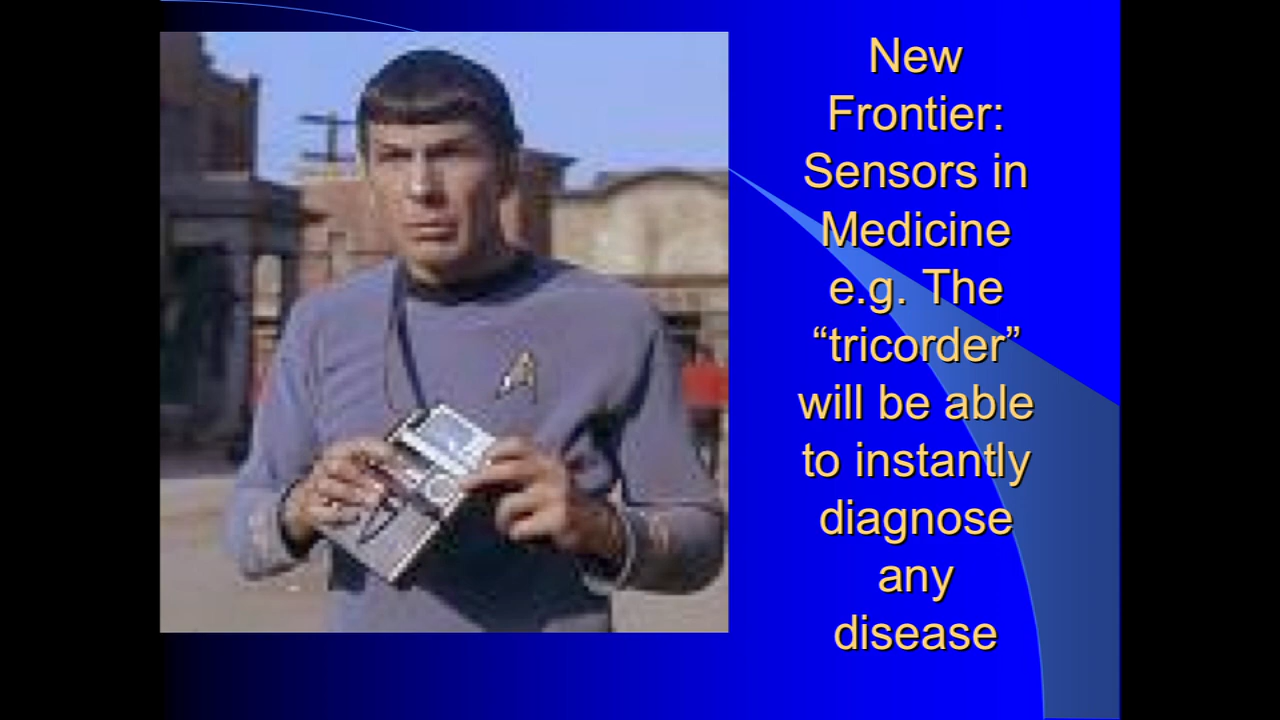 New
Frontier:
Sensors in
Medicine
e.g. The
“tricorder”
will be able
to instantly
diagnose
any
disease